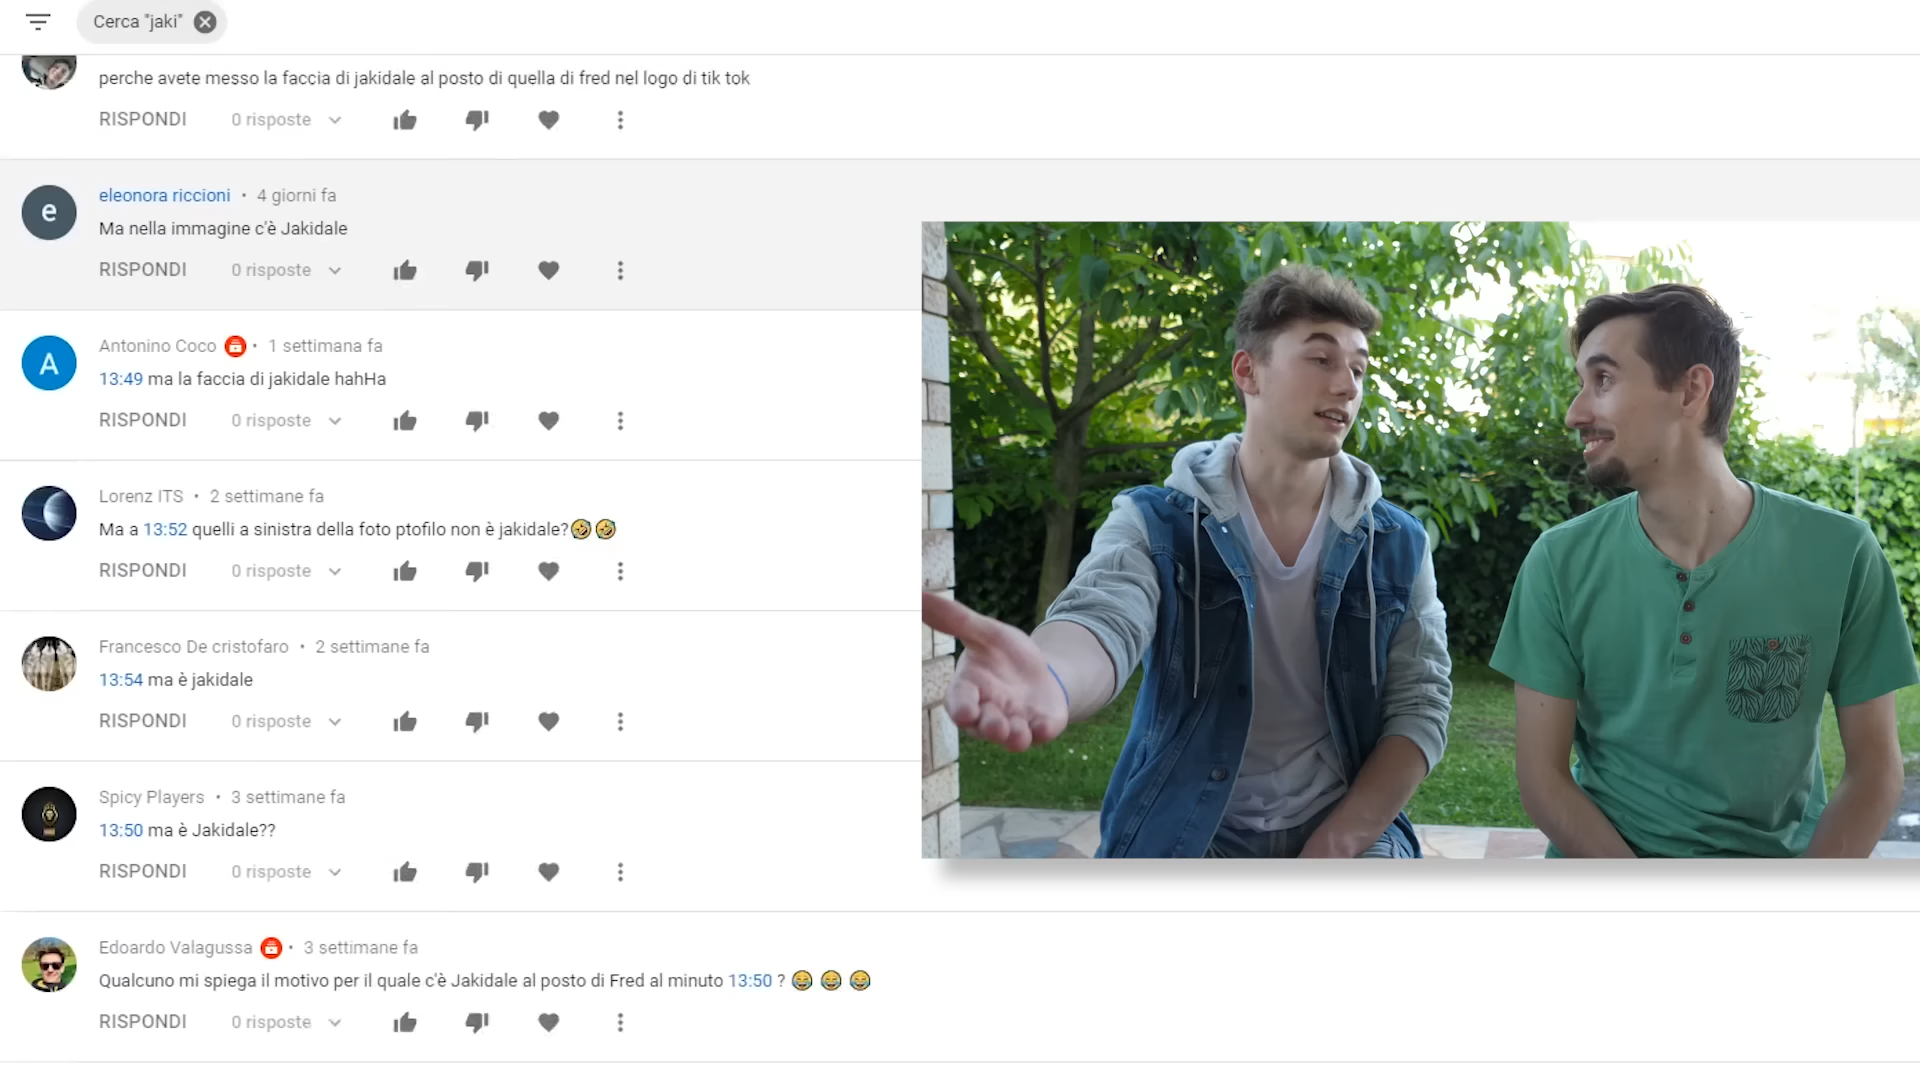 Cerca "jaki"
perche avete messo la faccia di jakidale al posto di quella di fred nel logo di tik tok
RISPONDI 0 risposte
e
eleonora riccioni • 4 giorni fa
Ma nella immagine c'è Jakidale
RISPONDI 0 risposte
A
Antonino Coco • 1 settimana fa
13:49 ma la faccia di jakidale hahHa
RISPONDI 0 risposte
Lorenz ITS • 2 settimane fa
Ma a 13:52 quelli a sinistra della foto ptofilo non è jakidale?🤣🤣
RISPONDI 0 risposte
Francesco De cristofaro • 2 settimane fa
13:54 ma è jakidale
RISPONDI 0 risposte
Spicy Players • 3 settimane fa
13:50 ma è Jakidale??
RISPONDI 0 risposte
Edoardo Valagussa • 3 settimane fa
Qualcuno mi spiega il motivo per il quale c'è Jakidale al posto di Fred al minuto 13:50 ? 😂 😂 😂
RISPONDI 0 risposte